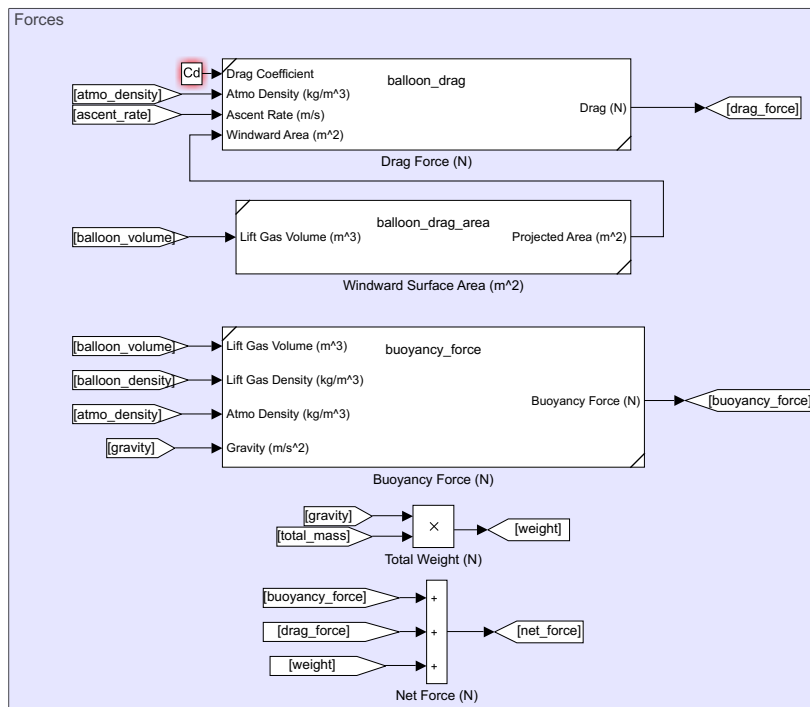 Forces
Cd
[atmo_density]
[ascent_rate]
Drag Coefficient
Atmo Density (kg/m^3)
Ascent Rate (m/s)
Windward Area (m^2)
balloon_drag
Drag (N)
[drag_force]
Drag Force (N)
[balloon_volume]
Lift Gas Volume (m^3)
balloon_drag_area
Projected Area (m^2)
Windward Surface Area (m^2)
[balloon_volume]
[balloon_density]
[atmo_density]
[gravity]
Lift Gas Volume (m^3)
Lift Gas Density (kg/m^3)
Atmo Density (kg/m^3)
Gravity (m/s^2)
buoyancy_force
Buoyancy Force (N)
[buoyancy_force]
Buoyancy Force (N)
[gravity]
[total_mass]
×
[weight]
Total Weight (N)
[buoyancy_force]
[drag_force]
[weight]
+
+
+
[net_force]
Net Force (N)